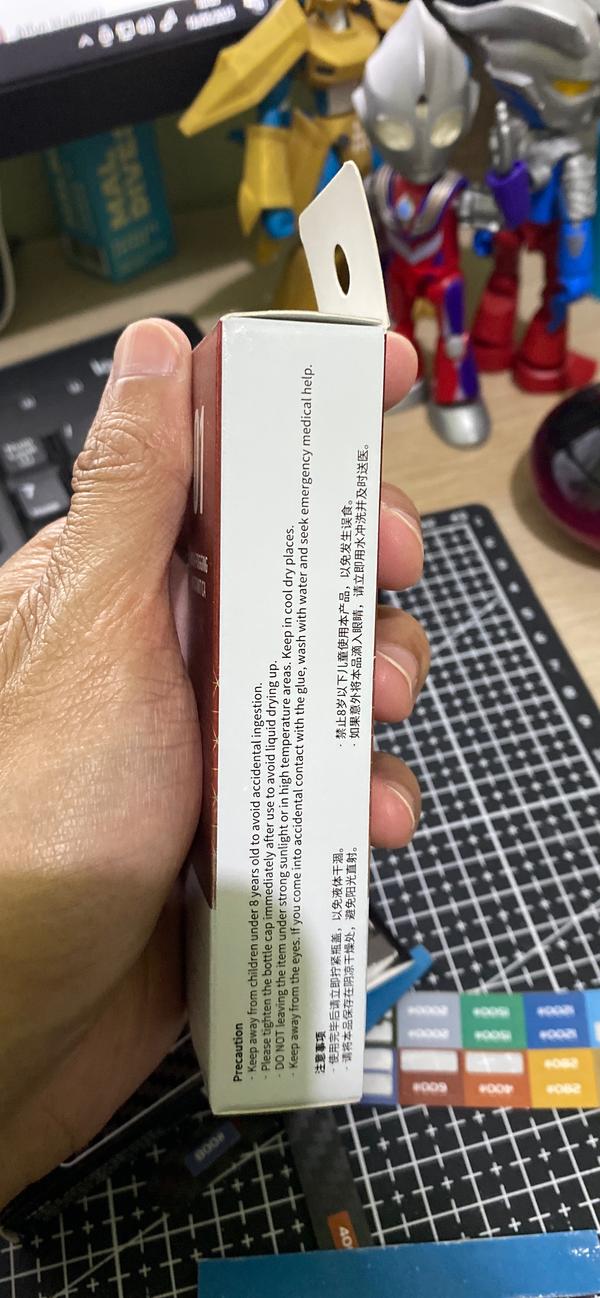 Precaution
· Keep away from children under 8 years old to avoid accidental ingestion.
· Please tighten the bottle cap immediately after use to avoid liquid drying up.
· DO NOT leaving the item under strong sunlight or in high temperature areas. Keep in cool dry places.
· Keep away from the eyes. If you come into accidental contact with the glue, wash with water and seek emergency medical help.
注意事项
· 使用完毕后请立即拧紧瓶盖，以免液体干涸。
· 请将本品保存在阴凉干燥处，避免阳光直射。
· 禁止8岁以下儿童使用本产品，以免发生误食。
· 如果意外将本品滴入眼睛，请立即用水冲洗并及时送医。
01
MAL
DIVES